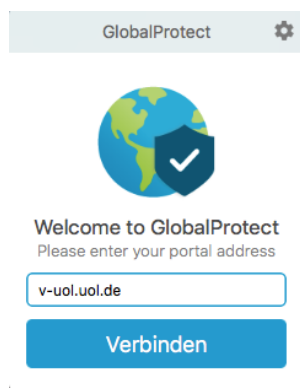 GlobalProtect
Welcome to GlobalProtect
Please enter your portal address
v-uol.uol.de
Verbinden